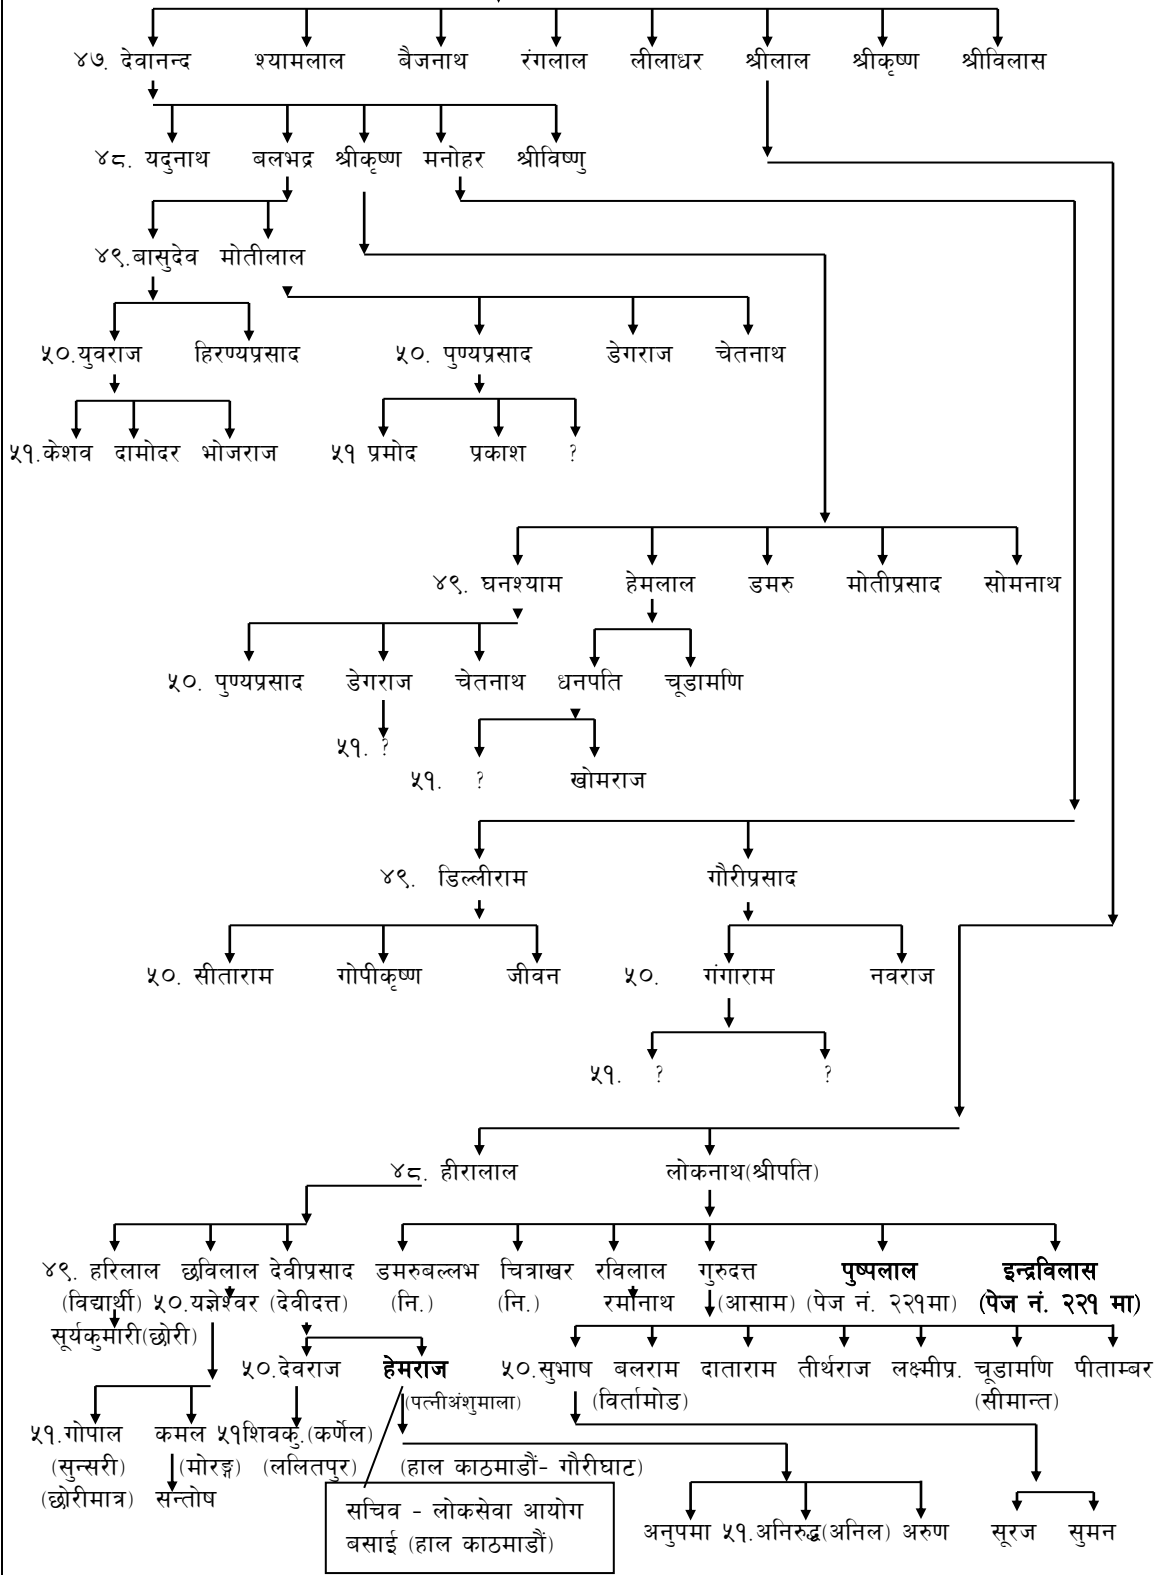 ४७. देवानन्द श्यामलाल बैजनाथ रंगलाल लीलाधर श्रीलाल श्रीकृष्ण श्रीविलास
४८. यदुनाथ बलभद्र श्रीकृष्ण मनोहर श्रीविष्णु
४९.बासुदेव मोतीलाल
५०.युवराज हिरण्यप्रसाद ५०. पुण्यप्रसाद डेगराज चेतनाथ
५१.केशव दामोदर भोजराज ५१ प्रमोद प्रकाश ?
४९. घनश्याम हेमलाल डमरु मोतीप्रसाद सोमनाथ
५०. पुण्यप्रसाद डेगराज चेतनाथ धनपति चूडामणि
५१. ?
५१. ? खोमराज
४९. डिल्लीराम गौरीप्रसाद
५०. सीताराम गोपीकृष्ण जीवन ५०. गंगाराम नवराज
५१. ? ?
४८. हीरालाल लोकनाथ(श्रीपति)
४९. हरिलाल छविलाल देवीप्रसाद डमरुबल्लभ चित्राखर रविलाल गुरुदत्त पुष्पलाल इन्द्रविलास
(विद्यार्थी) ५०.यज्ञेश्वर (देवीदत्त) (नि.) (नि.) रमानाथ (आसाम) (पेज नं. २२१मा) (पेज नं. २२१ मा)
सूर्यकुमारी(छोरी)
५०.देवराज हेमराज ५०.सुभाष बलराम दाताराम तीर्थराज लक्ष्मीप्र. चूडामणि पीताम्बर
(पत्नीअंशुमाला) (विर्तामोड) (सीमान्त)
५१.गोपाल कमल ५१शिवकु.(कर्णेल)
(सुन्सरी) (मोरङ्ग) (ललितपुर) (हाल काठमाडौं- गौरीघाट)
(छोरीमात्र) सन्तोष
सचिव - लोकसेवा आयोग
बसाई (हाल काठमाडौं)
अनुपमा ५१.अनिरुद्ध(अनिल) अरुण सूरज सुमन